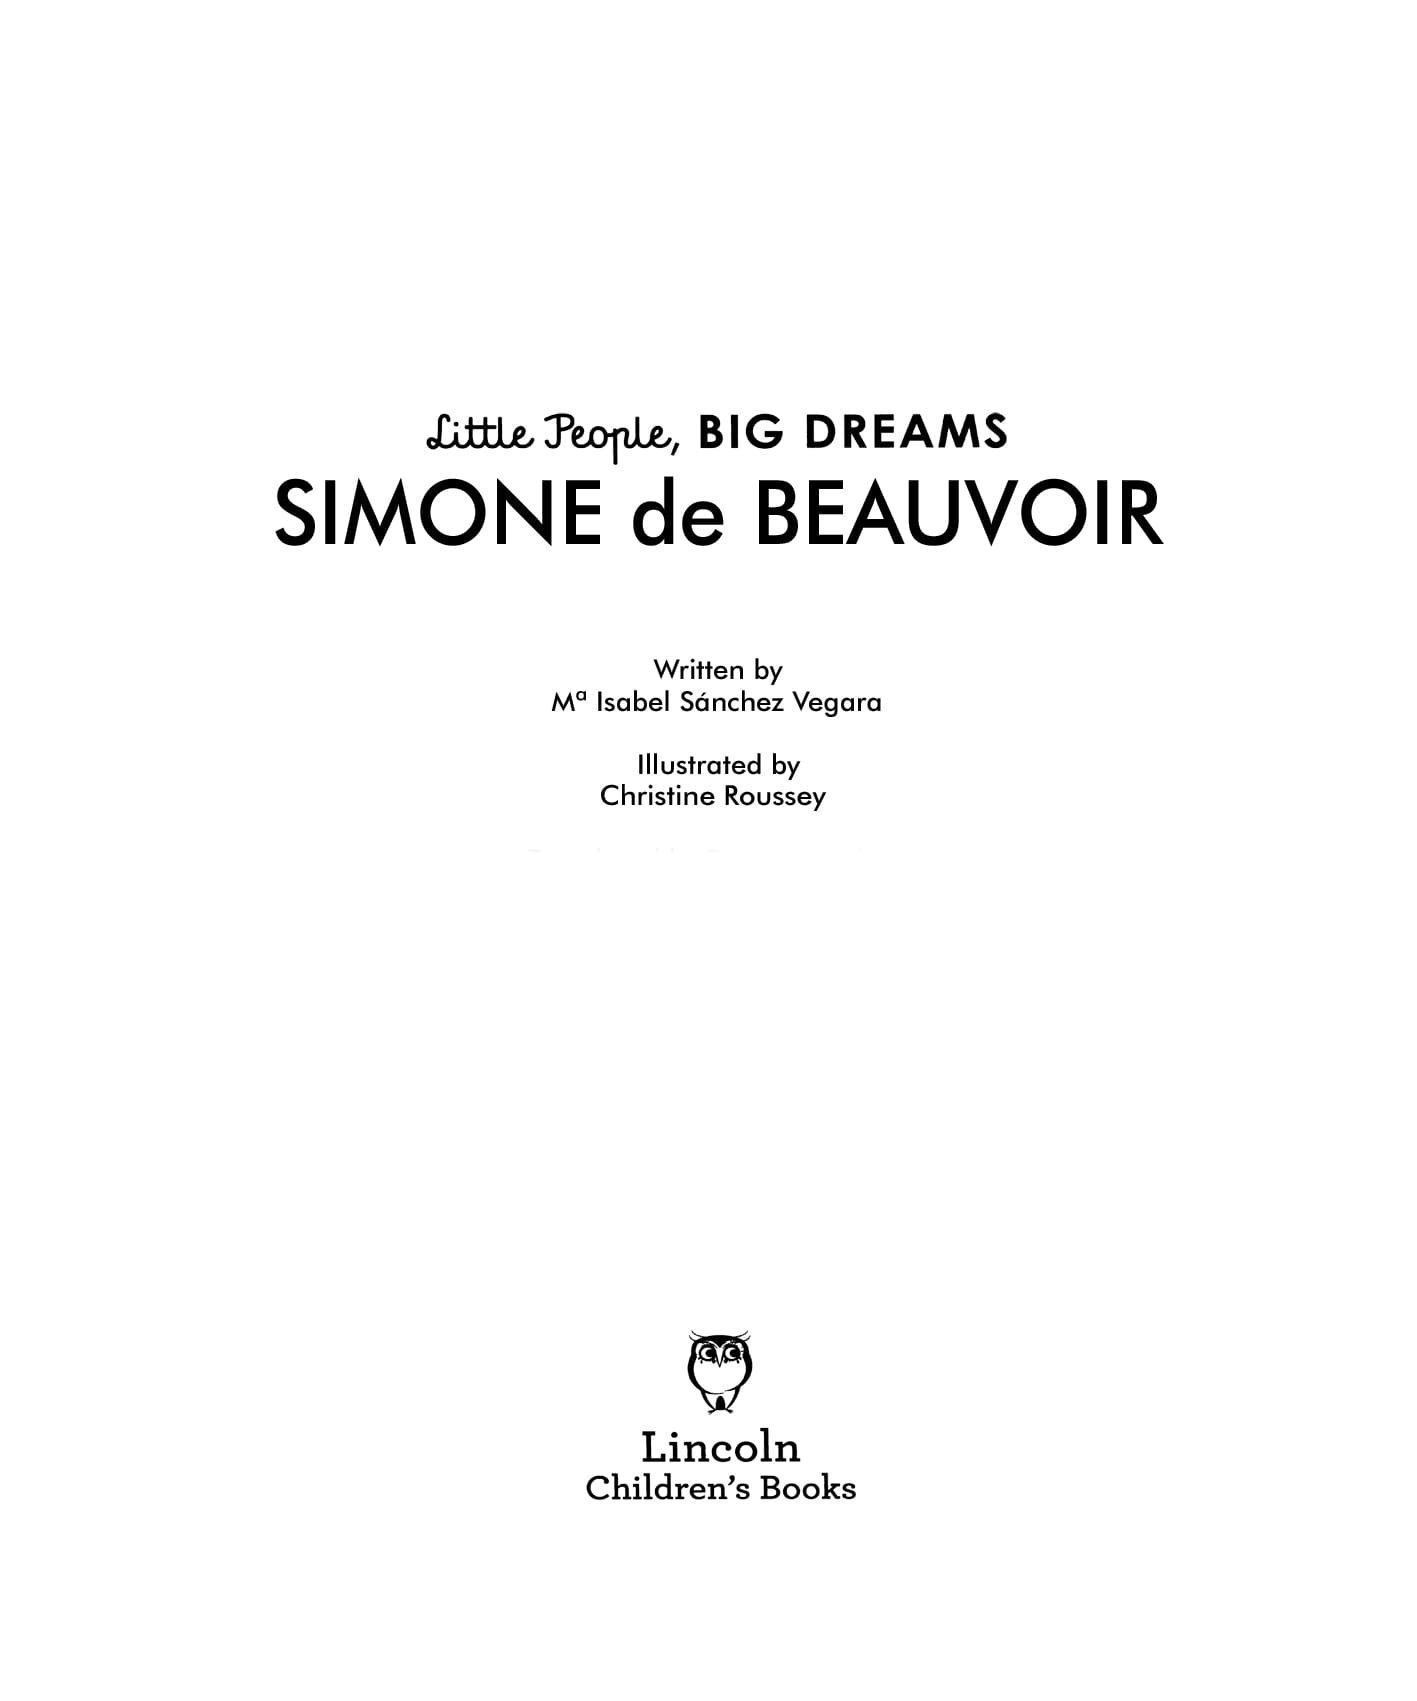 Little People, BIG DREAMS
SIMONE de BEAUVOIR
Written by
Mª Isabel Sánchez Vegara
Illustrated by
Christine Roussey
Lincoln
Children's Books